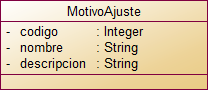 MotivoAjuste
- codigo : Integer
- nombre : String
- descripcion : String